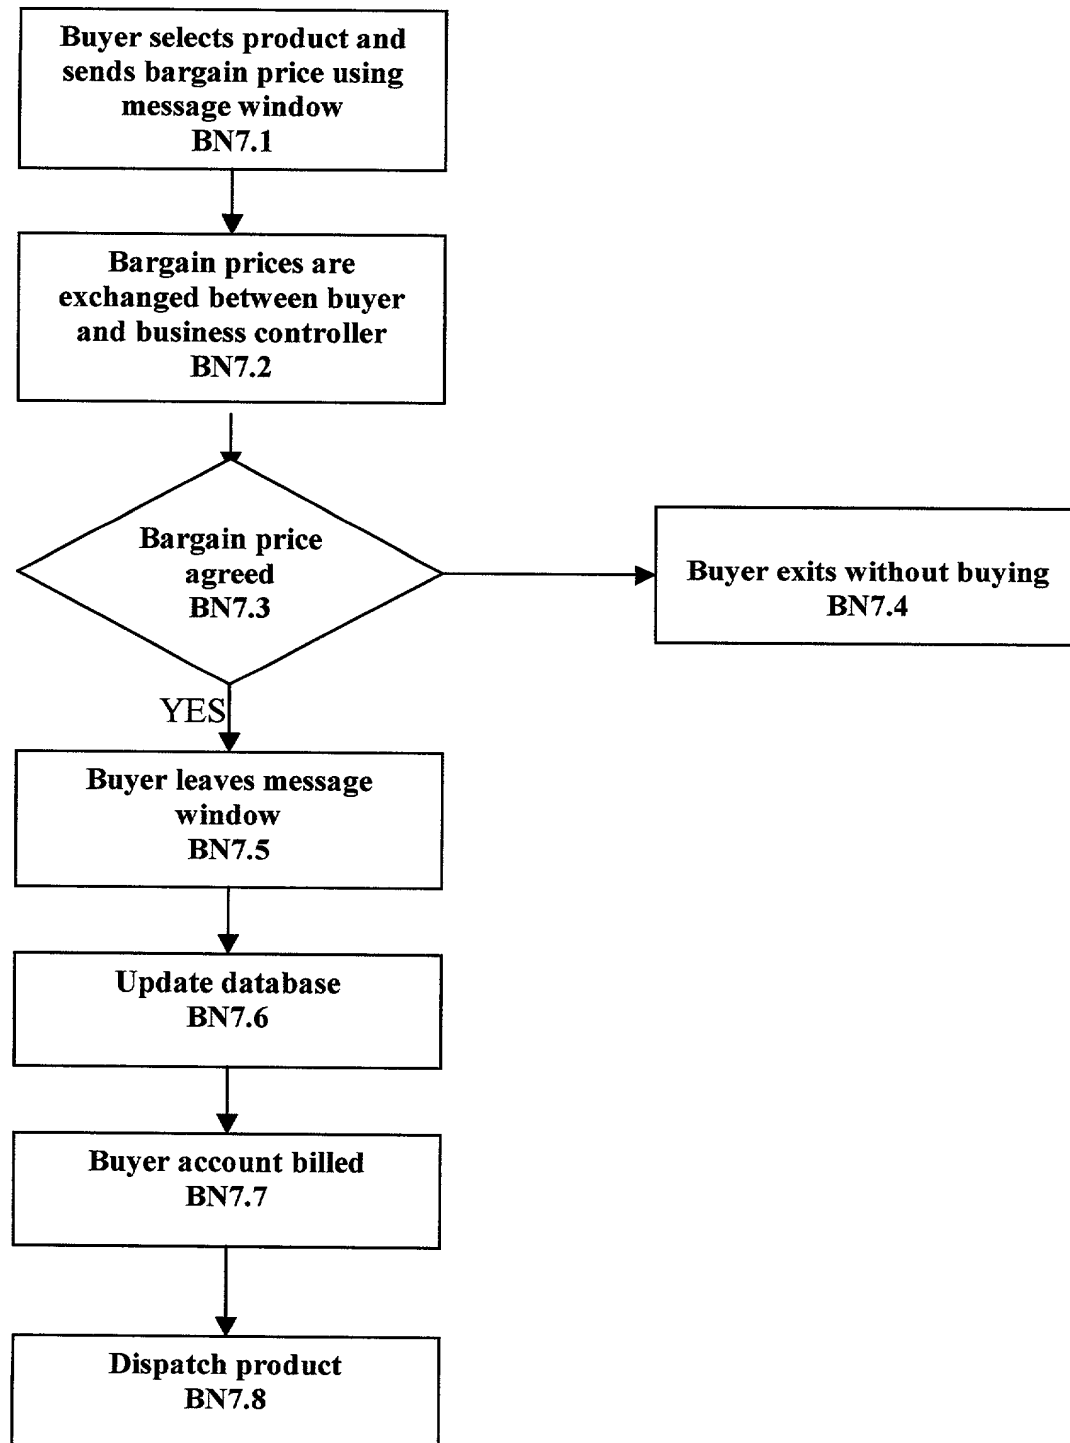 Buyer selects product and
sends bargain price using
message window
BN7.1
Bargain prices are
exchanged between buyer
and business controller
BN7.2
Bargain price
agreed
BN7.3
Buyer exits without buying
BN7.4
YES
Buyer leaves message
window
BN7.5
Update database
BN7.6
Buyer account billed
BN7.7
Dispatch product
BN7.8